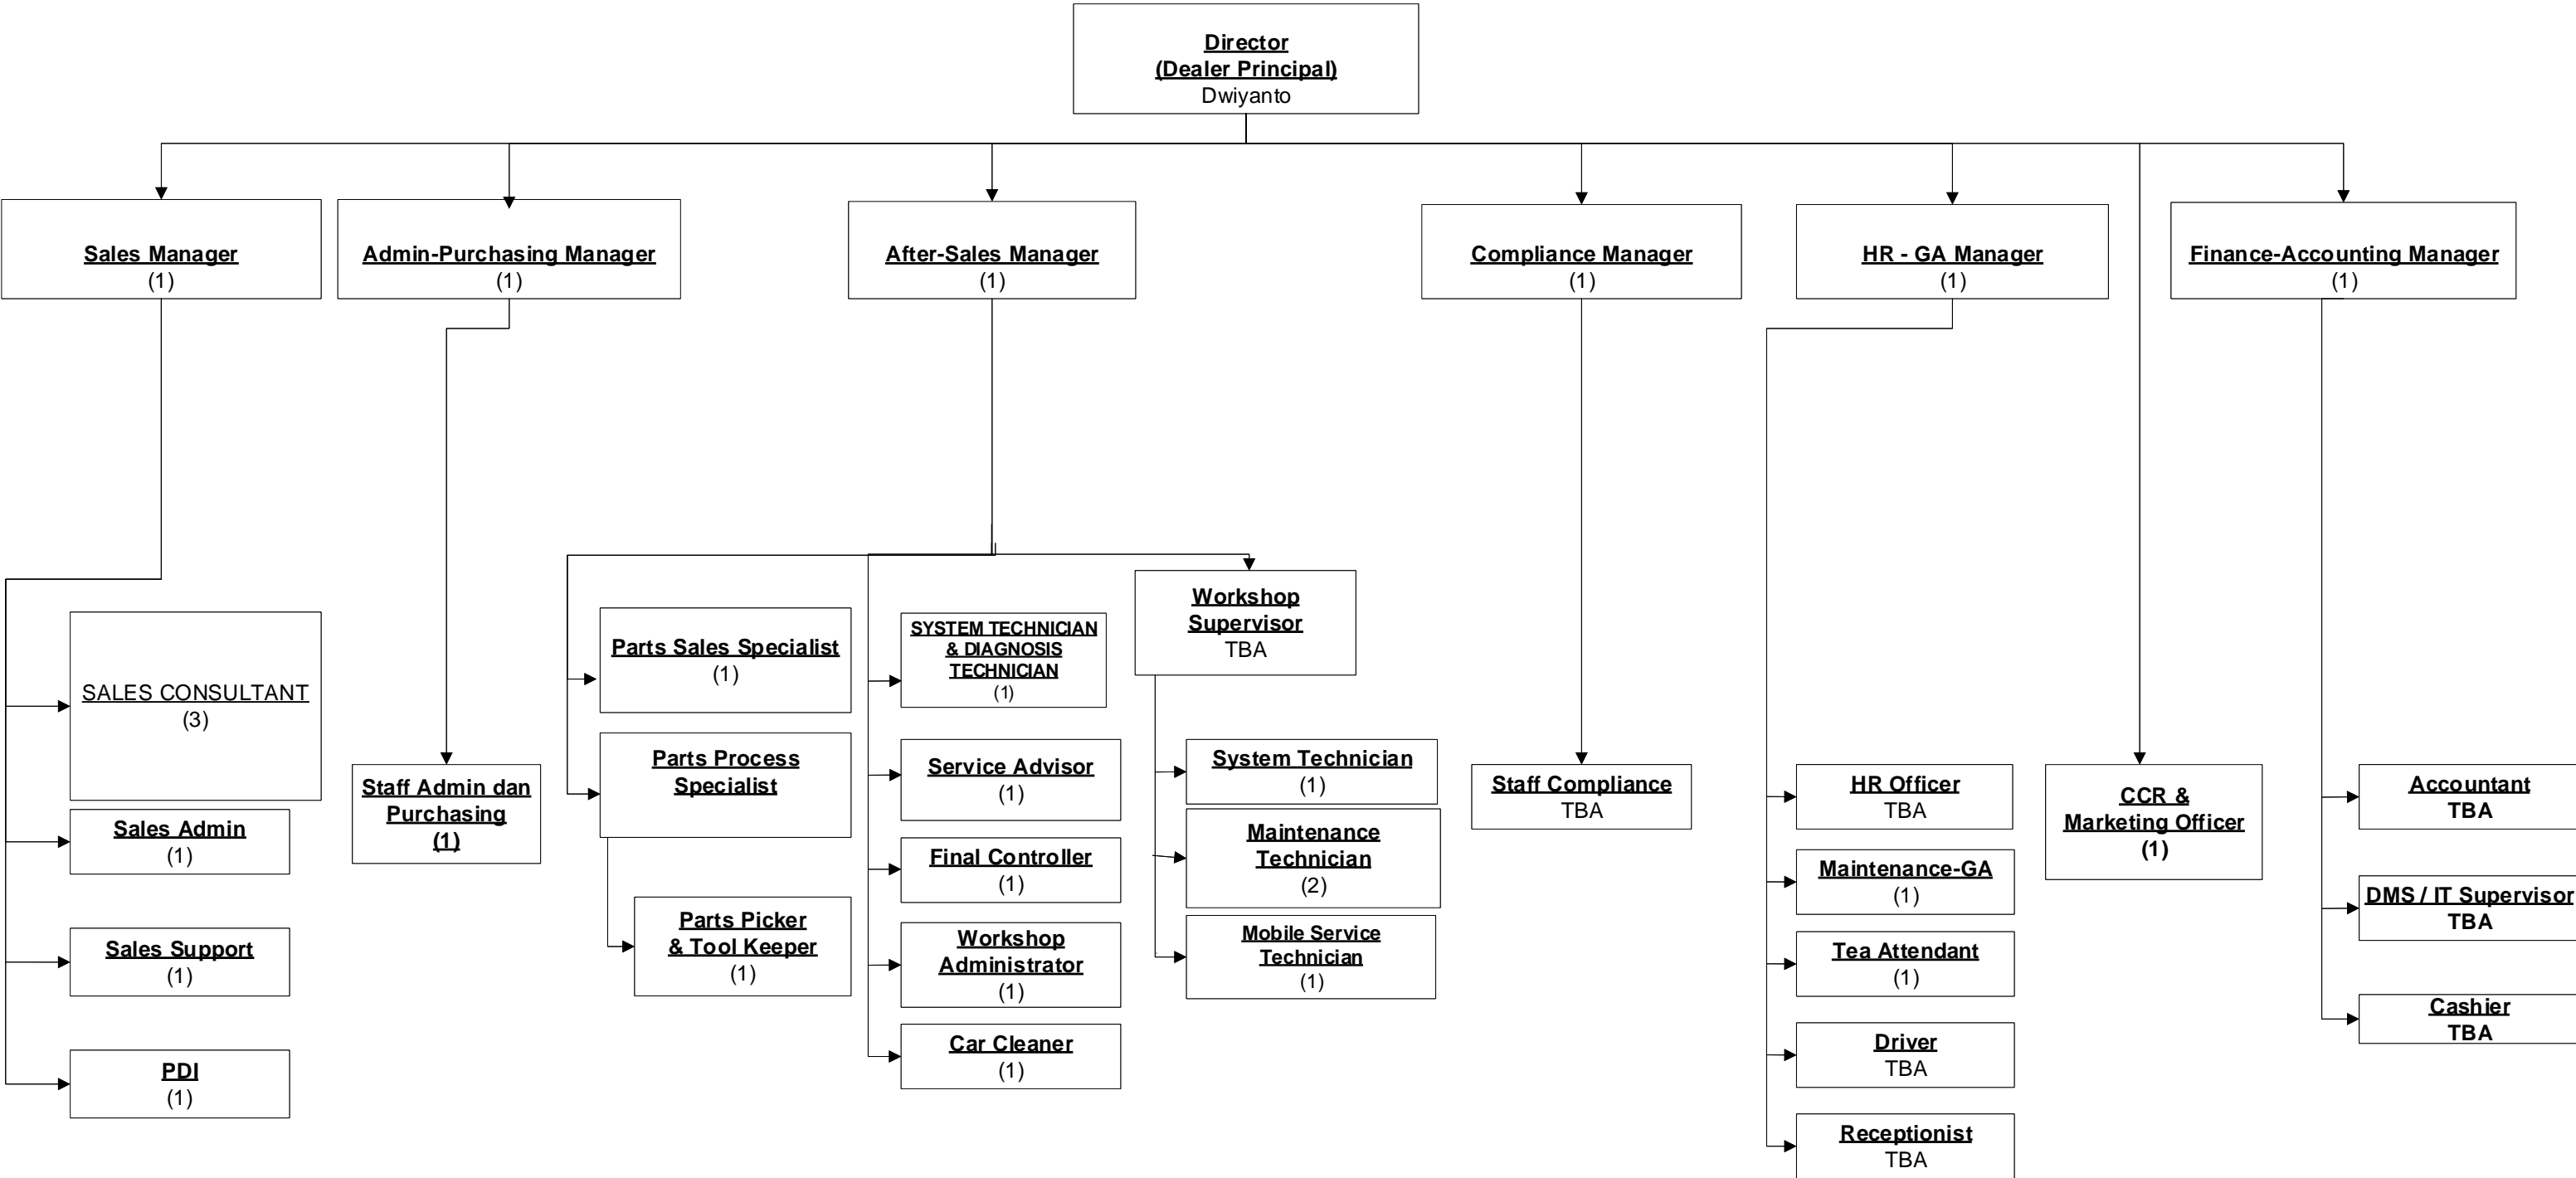 Director
(Dealer Principal)
Dwiyanto
Sales Manager
(1)
Admin-Purchasing Manager
(1)
After-Sales Manager
(1)
Compliance Manager
(1)
HR - GA Manager
(1)
Finance-Accounting Manager
(1)
SALES CONSULTANT
(3)
Sales Admin
(1)
Sales Support
(1)
PDI
(1)
Staff Admin dan
Purchasing
(1)
Parts Sales Specialist
(1)
Parts Process
Specialist
Parts Picker
& Tool Keeper
(1)
SYSTEM TECHNICIAN
& DIAGNOSIS
TECHNICIAN
(1)
Service Advisor
(1)
Final Controller
(1)
Workshop
Administrator
(1)
Car Cleaner
(1)
Workshop
Supervisor
TBA
System Technician
(1)
Maintenance
Technician
(2)
Mobile Service
Technician
(1)
Staff Compliance
TBA
HR Officer
TBA
Maintenance-GA
(1)
Tea Attendant
(1)
Driver
TBA
Receptionist
TBA
CCR &
Marketing Officer
(1)
Accountant
TBA
DMS / IT Supervisor
TBA
Cashier
TBA